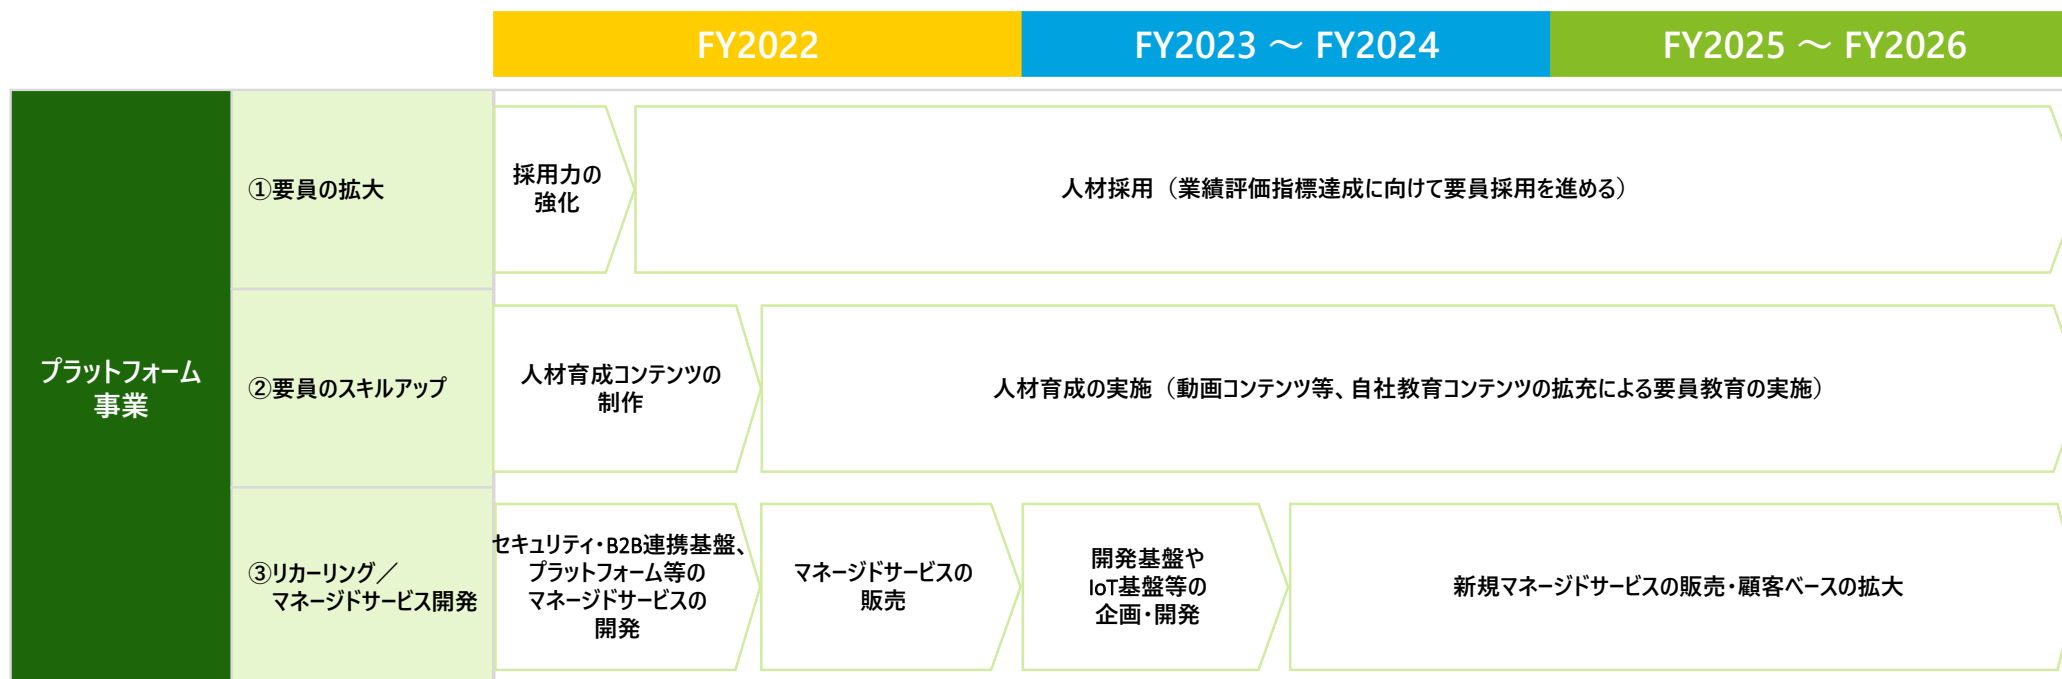 FY2022
FY2023 ～ FY2024
FY2025 ～ FY2026
プラットフォーム
事業
①要員の拡大
採用力の
強化
人材採用（業績評価指標達成に向けて要員採用を進める）
②要員のスキルアップ
人材育成コンテンツの
制作
人材育成の実施（動画コンテンツ等、自社教育コンテンツの拡充による要員教育の実施）
③リカーリング／
マネージドサービス開発
セキュリティ・B2B連携基盤、
プラットフォーム等の
マネージドサービスの
開発
マネージドサービスの
販売
開発基盤や
IoT基盤等の
企画・開発
新規マネージドサービスの販売・顧客ベースの拡大